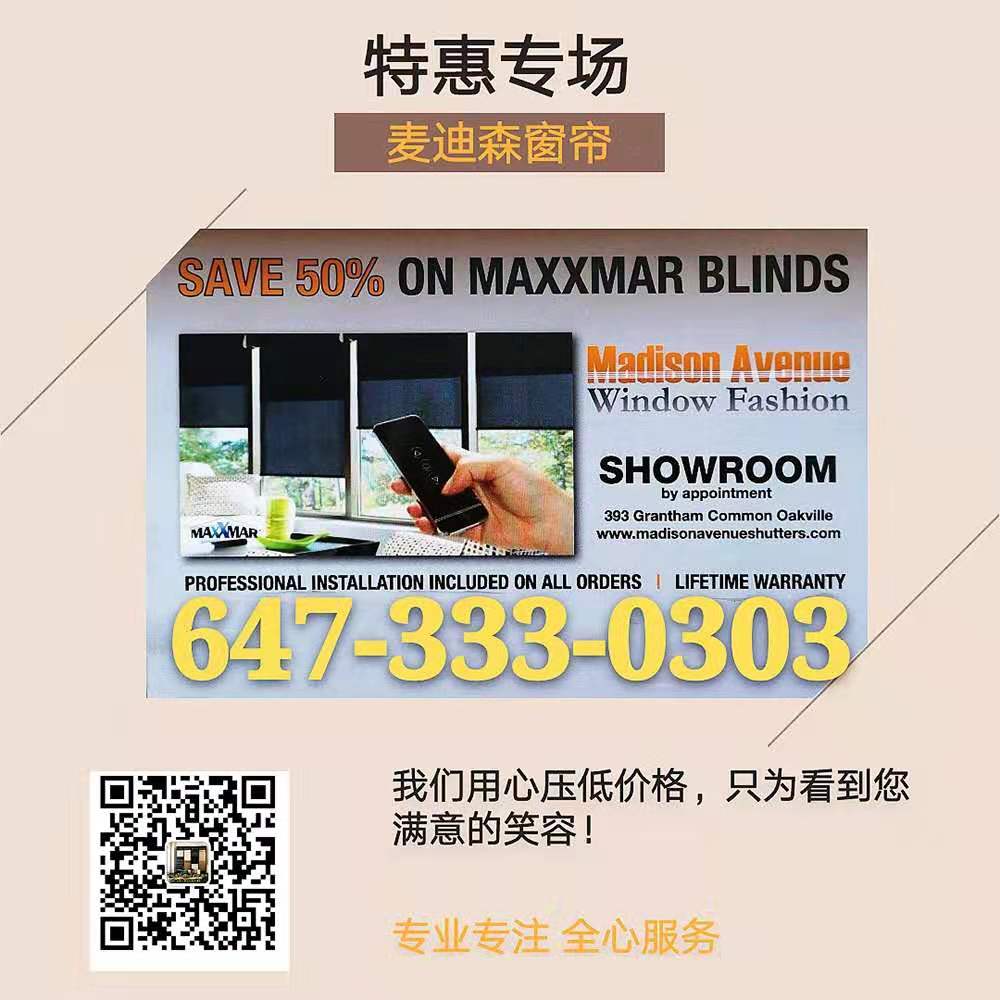 特惠专场
麦迪森窗帘
SAVE 50% ON MAXXMAR BLINDS
Madison Avenue
Window Fashion
SHOWROOM
by appointment
393 Grantham Common Oakville
www.madisonavenueshutters.com
MAXXMAR
PROFESSIONAL INSTALLATION INCLUDED ON ALL ORDERS | LIFETIME WARRANTY
647-333-0303
我们用心压低价格，只为看到您
满意的笑容！
专业专注 全心服务